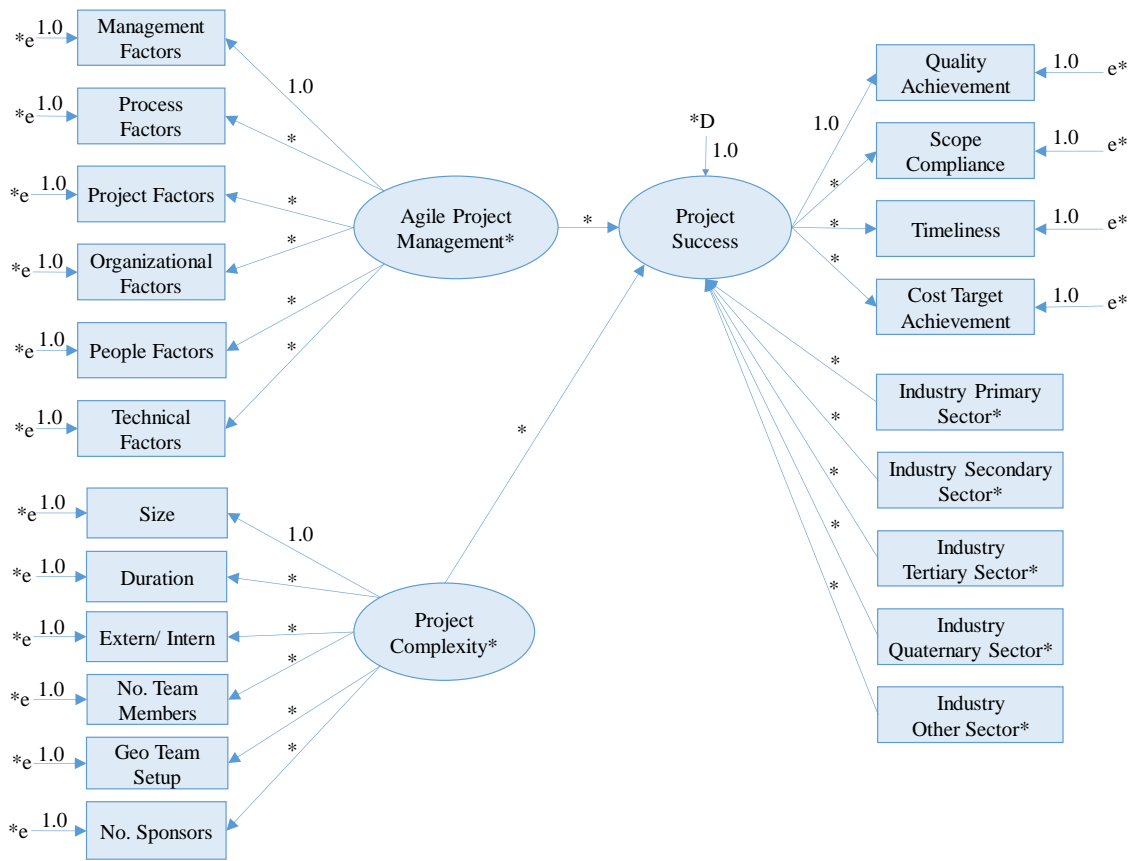 *e
1.0
Management
Factors
1.0
*e
1.0
Process
Factors
*
*e
1.0
Project Factors
*
*e
1.0
Organizational
Factors
*
*e
1.0
People Factors
*
*e
1.0
Technical
Factors
*
Agile Project
Management*
*
*D
1.0
Project
Success
1.0
Quality
Achievement
1.0
e*
*
Scope
Compliance
1.0
e*
*
Timeliness
1.0
e*
*
Cost Target
Achievement
1.0
e*
*
Industry Primary
Sector*
*
Industry Secondary
Sector*
*
Industry
Tertiary Sector*
*
Industry
Quaternary Sector*
*
Industry
Other Sector*
*
*e
1.0
Size
1.0
*e
1.0
Duration
*
*e
1.0
Extern/ Intern
*
*e
1.0
No. Team
Members
*
*e
1.0
Geo Team
Setup
*
*e
1.0
No. Sponsors
*
Project
Complexity*